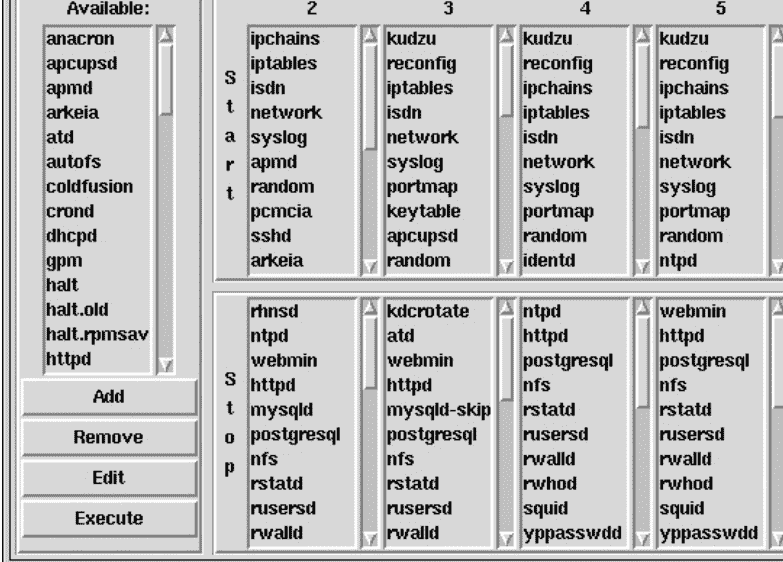 Available:
anacron
apcupsd
apmd
arkeia
atd
autofs
coldfusion
crond
dhcpd
gpm
halt
halt.old
halt.rpmsav
httpd
Add
Remove
Edit
Execute
2
3
4
5
Start
ipchains
iptables
isdn
network
syslog
apmd
random
pcmcia
sshd
arkeia
kudzu
reconfig
iptables
isdn
network
syslog
portmap
keytable
apcupsd
random
kudzu
reconfig
ipchains
iptables
isdn
network
syslog
portmap
random
identd
kudzu
reconfig
ipchains
iptables
isdn
network
syslog
portmap
random
ntpd
Stop
rhnsd
ntpd
webmin
httpd
mysqld
postgresql
nfs
rstatd
rusersd
rwalld
kdcrotate
atd
webmin
httpd
mysqld-skip
postgresql
nfs
rstatd
rusersd
rwalld
ntpd
httpd
postgresql
nfs
rstatd
rusersd
rwalld
rwhod
squid
yppasswdd
webmin
httpd
postgresql
nfs
rstatd
rusersd
rwalld
rwhod
squid
yppasswdd